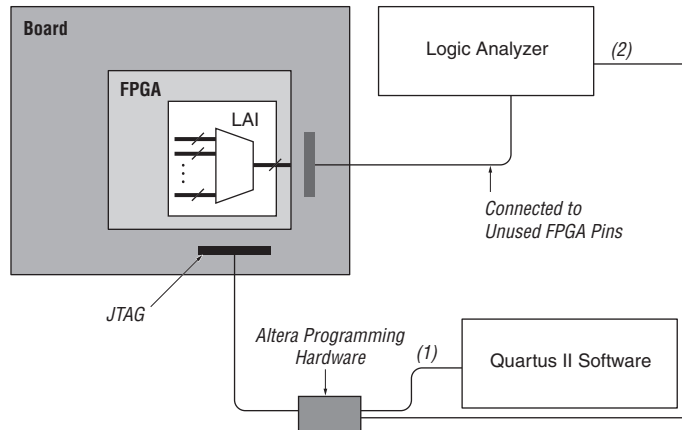 Board
FPGA
LAI
Logic Analyzer
(2)
Connected to
Unused FPGA Pins
JTAG
Altera Programming
Hardware
(1)
Quartus II Software